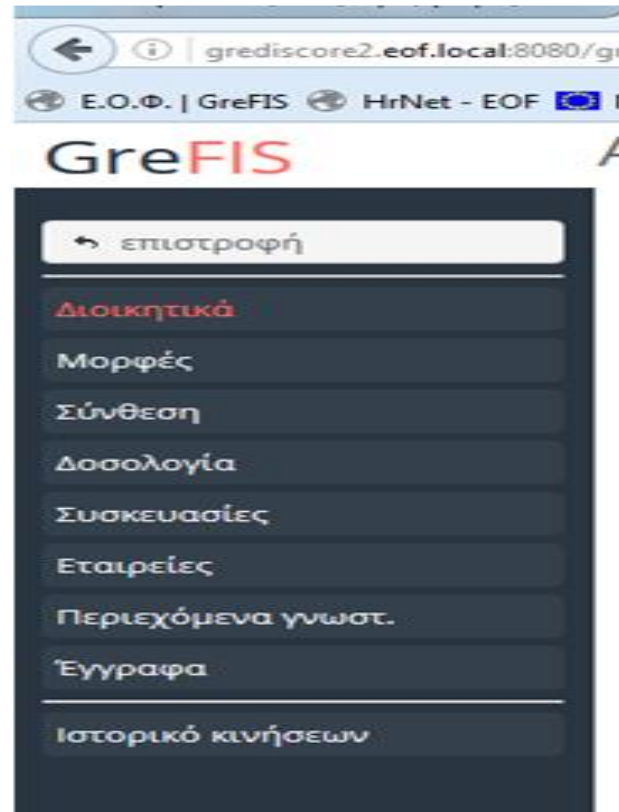 grediscore2.eof.local:8080/g
Ε.Ο.Φ. | GreFIS HrNet - EOF
GreFIS
επιστροφή
Διοικητικά
Μορφές
Σύνθεση
Δοσολογία
Συσκευασίες
Εταιρείες
Περιεχόμενα γνωστ.
Έγγραφα
Ιστορικό κινήσεων